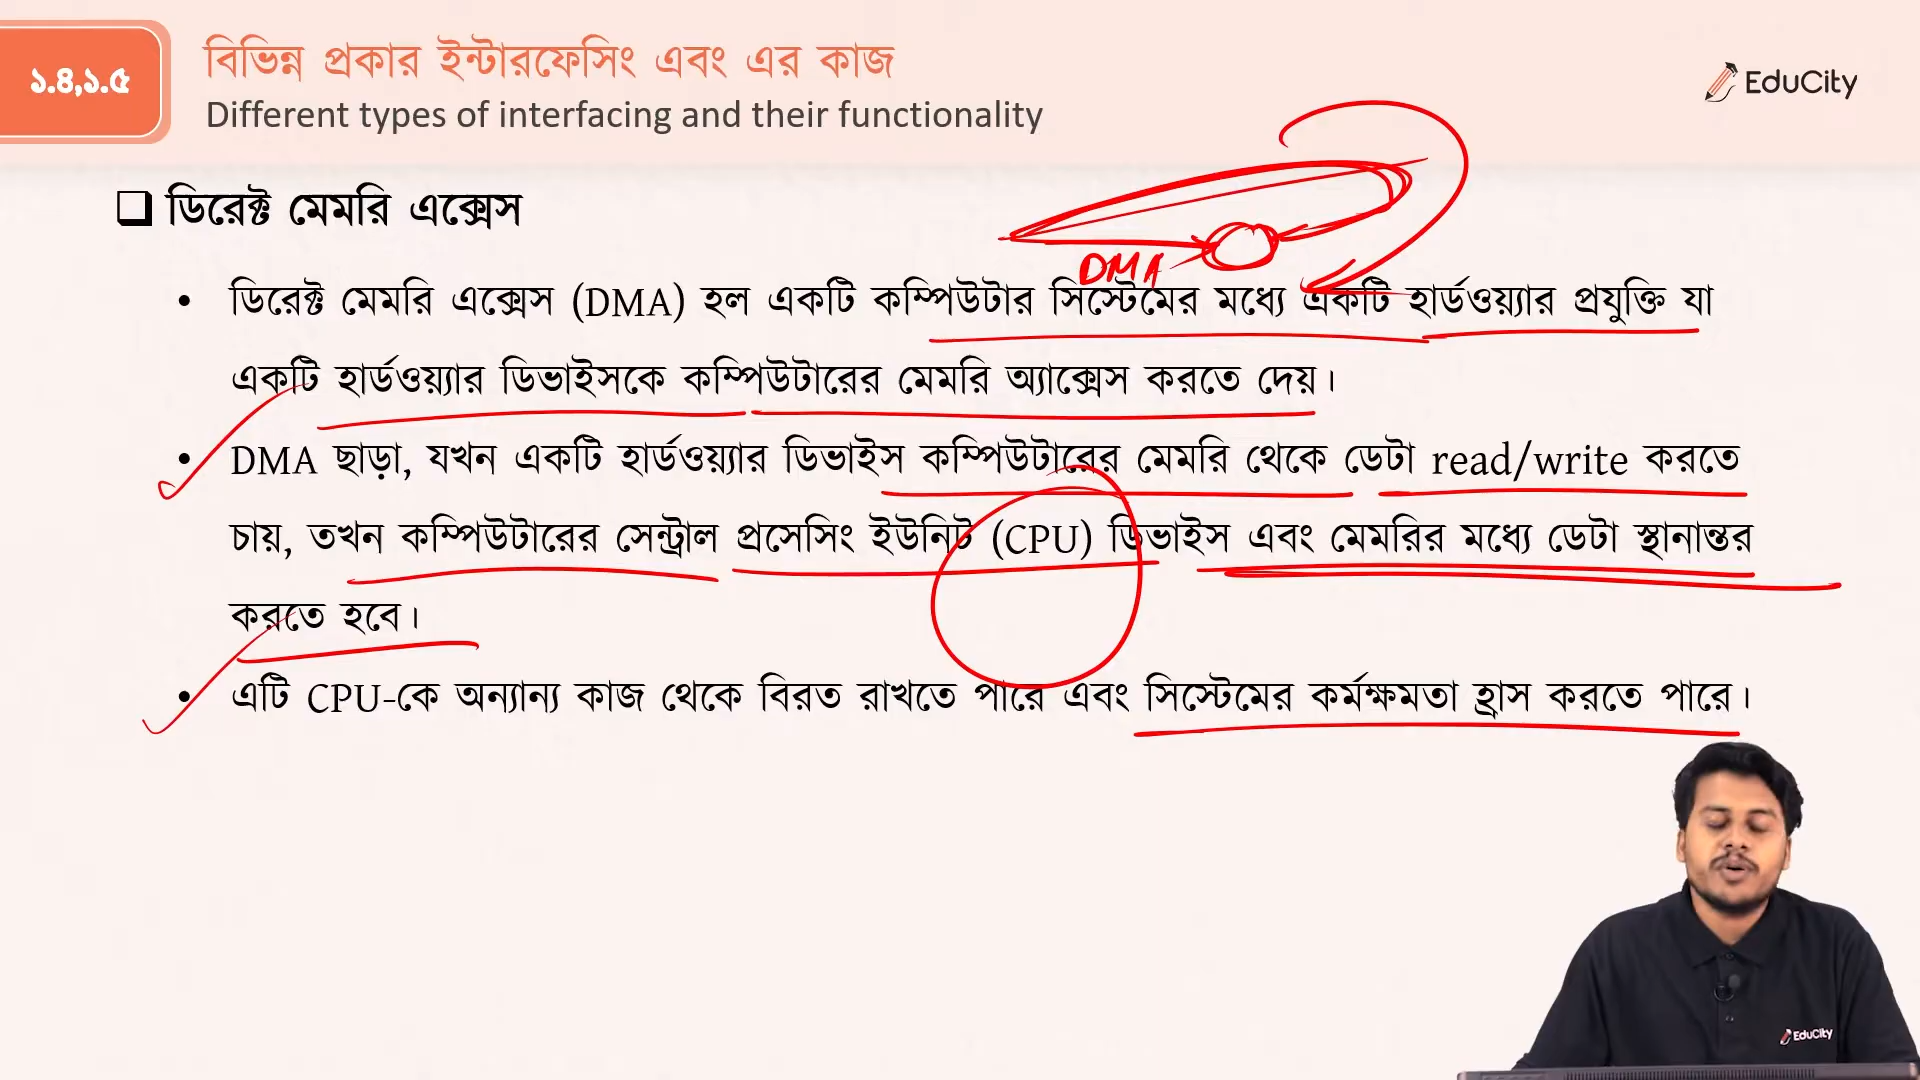 ১.৪,১.৫
বিভিন্ন প্রকার ইন্টারফেসিং এবং এর কাজ
Different types of interfacing and their functionality
EduCity
❑ ডিরেক্ট মেমরি এক্সেস
DMA
• ডিরেক্ট মেমরি এক্সেস (DMA) হল একটি কম্পিউটার সিস্টেমের মধ্যে একটি হার্ডওয়্যার প্রযুক্তি যা
একটি হার্ডওয়্যার ডিভাইসকে কম্পিউটারের মেমরি অ্যাক্সেস করতে দেয়।
• DMA ছাড়া, যখন একটি হার্ডওয়্যার ডিভাইস কম্পিউটারের মেমরি থেকে ডেটা read/write করতে
চায়, তখন কম্পিউটারের সেন্ট্রাল প্রসেসিং ইউনিট (CPU) ডিভাইস এবং মেমরির মধ্যে ডেটা স্থানান্তর
করতে হবে।
• এটি CPU-কে অন্যান্য কাজ থেকে বিরত রাখতে পারে এবং সিস্টেমের কর্মক্ষমতা হ্রাস করতে পারে।
EduCity